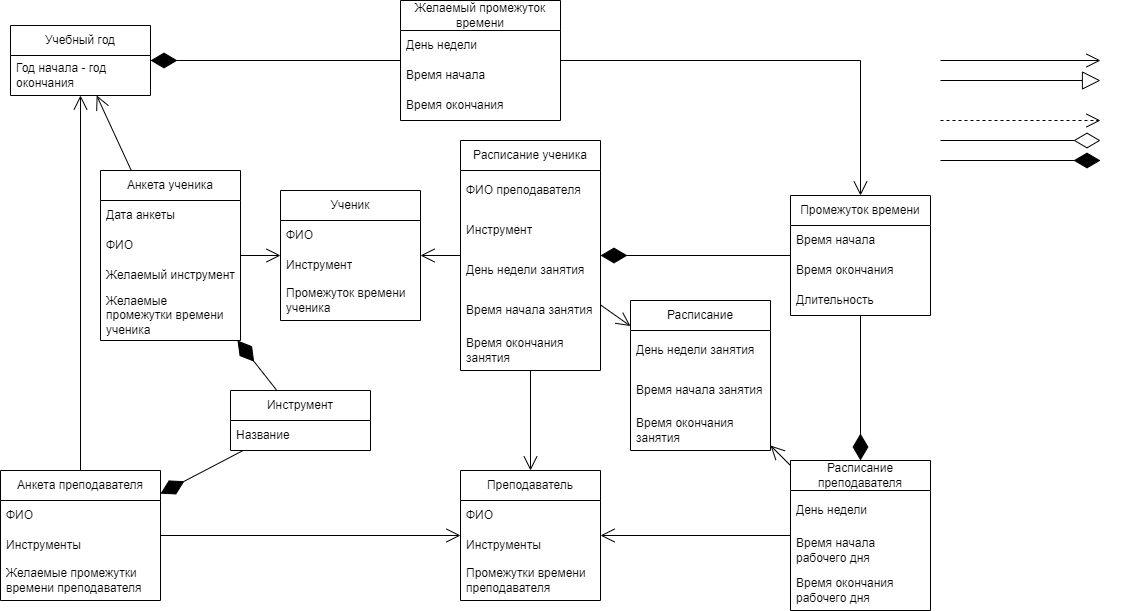 Желаемый промежуток
времени
День недели
Время начала
Время окончания
Учебный год
Год начала - год
окончания
Анкета ученика
Дата анкеты
ФИО
Желаемый инструмент
Желаемые
промежутки времени
ученика
Ученик
ФИО
Инструмент
Промежуток времени
ученика
Расписание ученика
ФИО преподавателя
Инструмент
День недели занятия
Время начала занятия
Время окончания
занятия
Промежуток времени
Время начала
Время окончания
Длительность
Расписание
День недели занятия
Время начала занятия
Время окончания
занятия
Инструмент
Название
Анкета преподавателя
ФИО
Инструменты
Желаемые промежутки
времени преподавателя
Преподаватель
ФИО
Инструменты
Промежутки времени
преподавателя
Расписание
преподавателя
День недели
Время начала
рабочего дня
Время окончания
рабочего дня